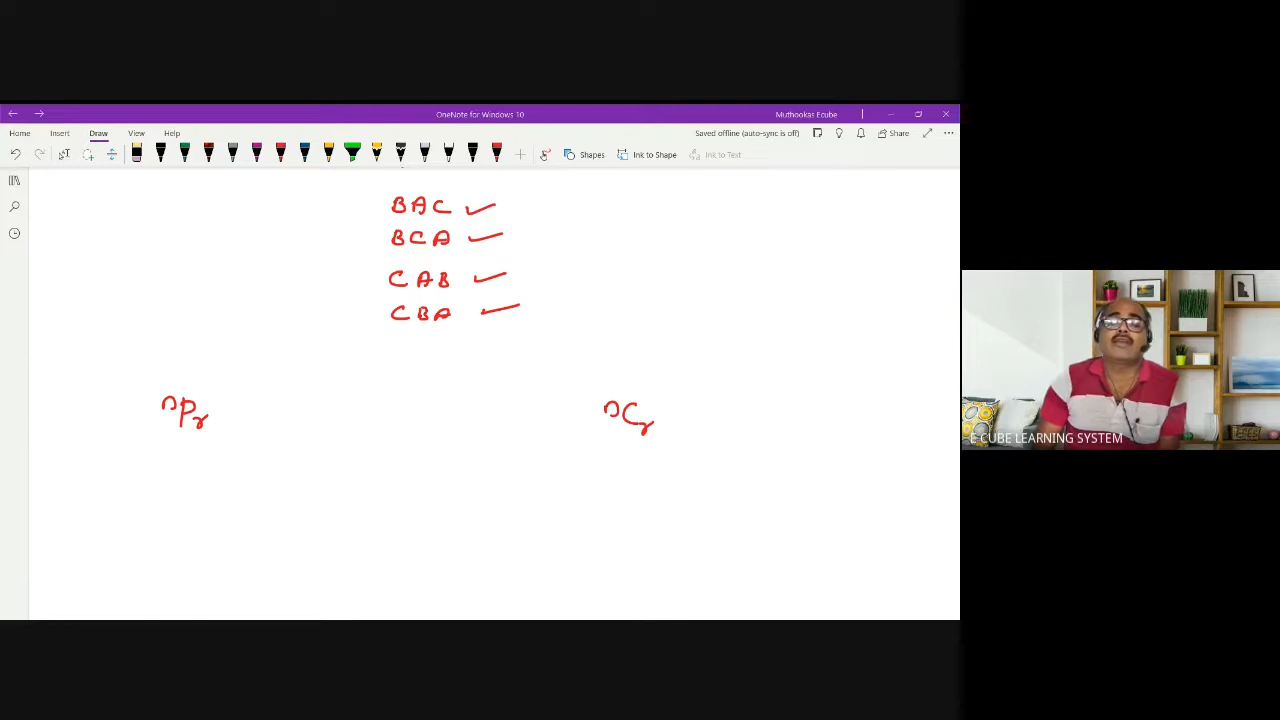 OneNote for Windows 10
Muthookas Ecube
Home Insert Draw View Help
Saved offline (auto-sync is off)
Share
Shapes
Ink to Shape
Ink to Text
BAC
BCA
CAB
CBA
nPr
nCr
E CUBE LEARNING SYSTEM